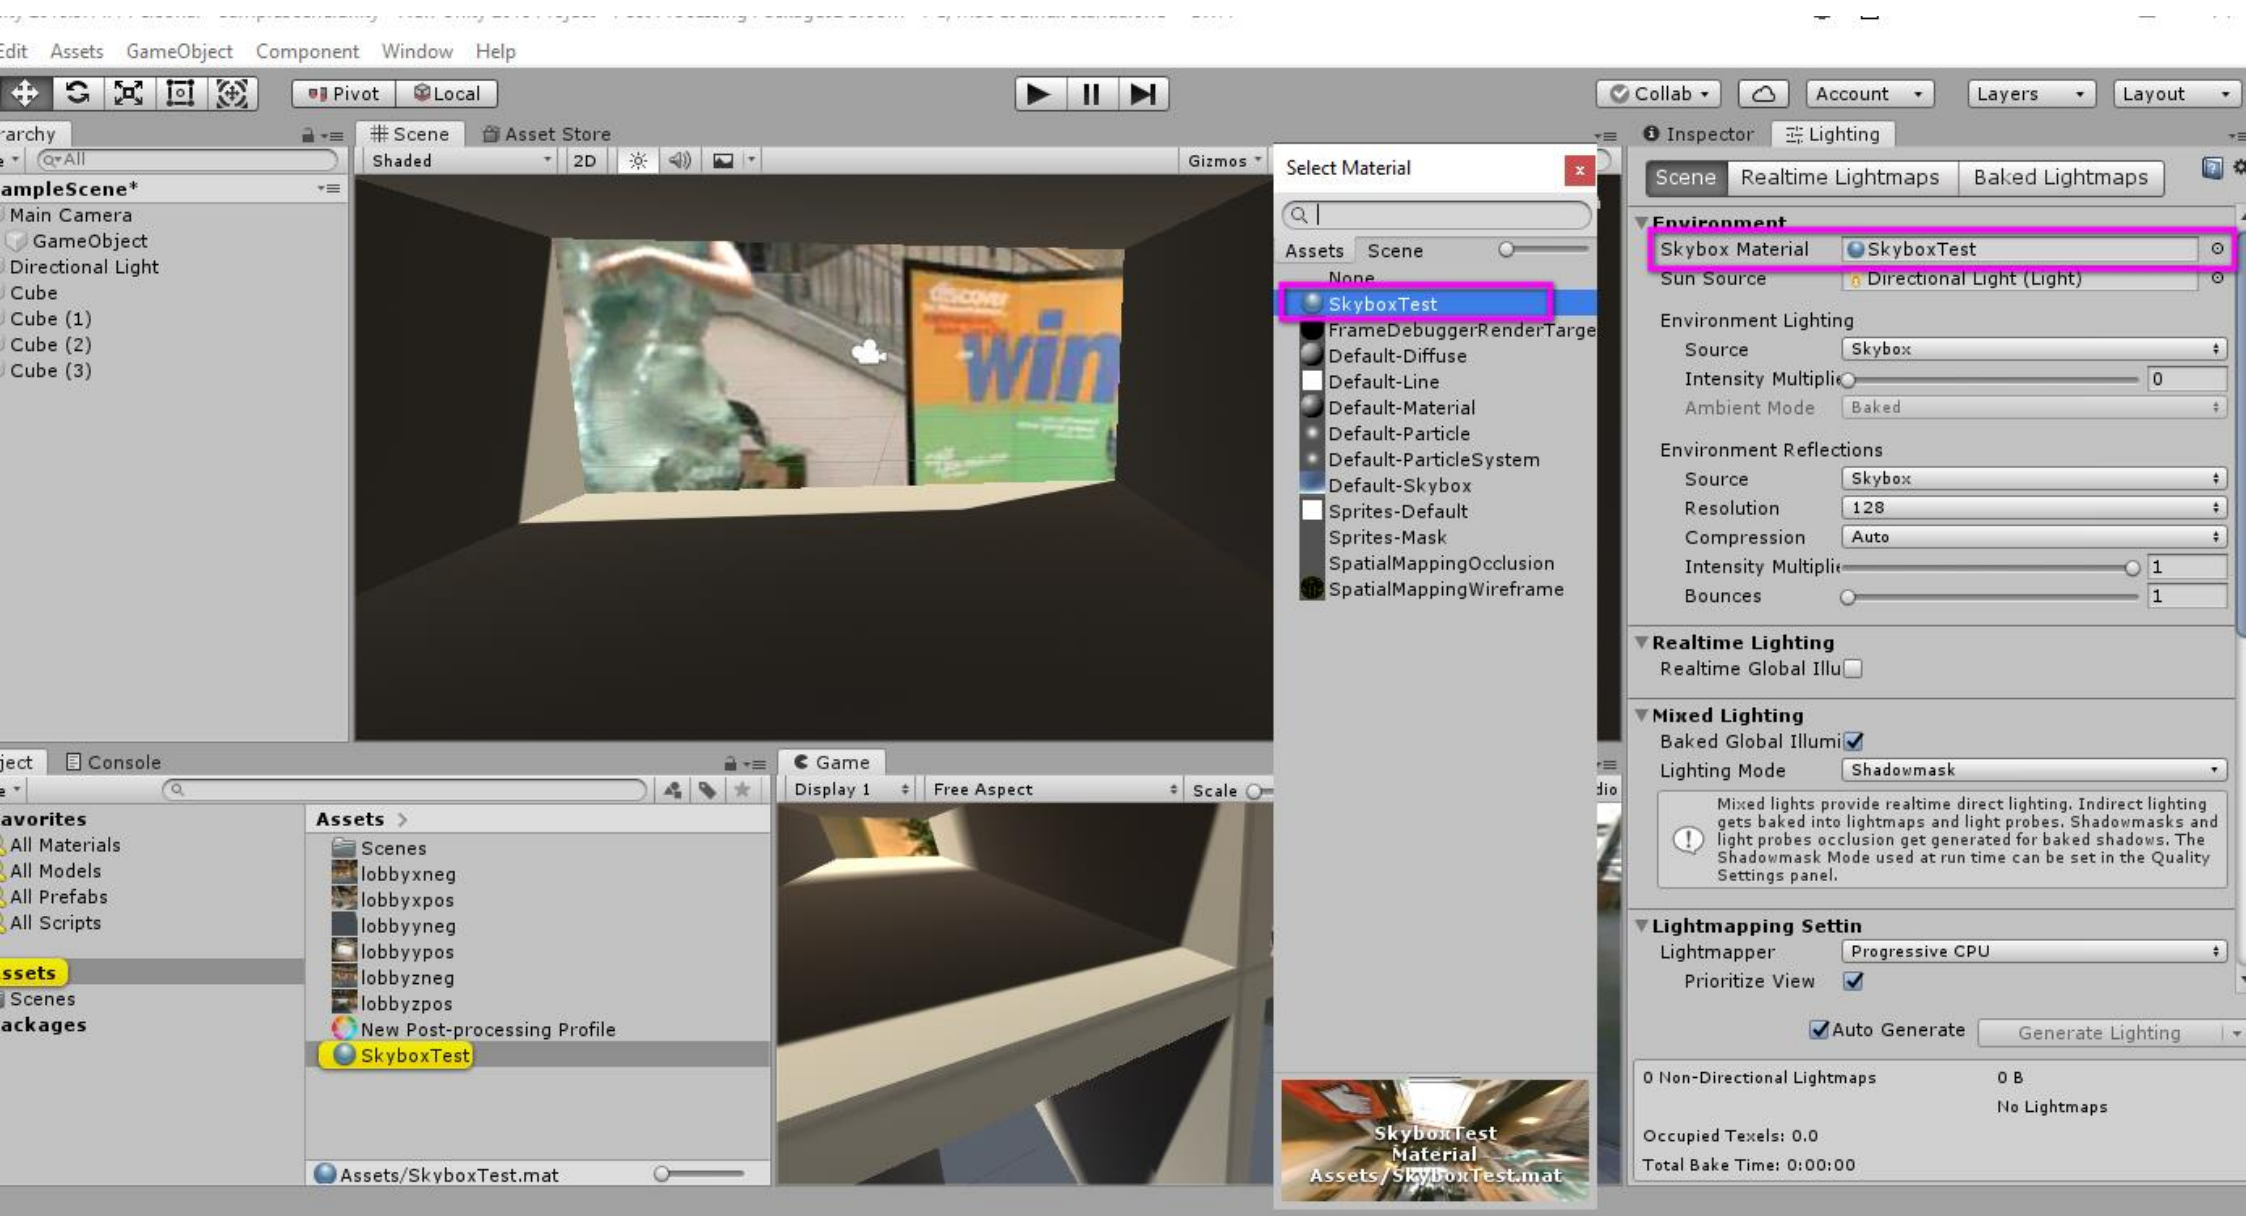 Edit Assets GameObject Component Window Help
Pivot Local
Collab Account Layers Layout
rarchy
Scene Asset Store
Inspector Lighting
All
Shaded 2D Gizmos
Select Material
Scene Realtime Lightmaps Baked Lightmaps
ampleScene*
Main Camera
GameObject
Directional Light
Cube
Cube (1)
Cube (2)
Cube (3)
discover
win
Assets Scene
None
SkyboxTest
FrameDebuggerRenderTarge
Default-Diffuse
Default-Line
Default-Material
Default-Particle
Default-ParticleSystem
Default-Skybox
Sprites-Default
Sprites-Mask
SpatialMappingOcclusion
SpatialMappingWireframe
SkyboxTest
Material
Assets/SkyboxTest.mat
Environment
Skybox Material SkyboxTest
Sun Source Directional Light (Light)
Environment Lighting
Source Skybox
Intensity Multiplie 0
Ambient Mode Baked
Environment Reflections
Source Skybox
Resolution 128
Compression Auto
Intensity Multiplie 1
Bounces 1
Realtime Lighting
Realtime Global Illu
Mixed Lighting
Baked Global Illumi
Lighting Mode Shadowmask
Mixed lights provide realtime direct lighting. Indirect lighting
gets baked into lightmaps and light probes. Shadowmasks and
light probes occlusion get generated for baked shadows. The
Shadowmask Mode used at run time can be set in the Quality
Settings panel.
Lightmapping Settin
Lightmapper Progressive CPU
Prioritize View
Auto Generate Generate Lighting
0 Non-Directional Lightmaps 0 B
No Lightmaps
Occupied Texels: 0.0
Total Bake Time: 0:00:00
ject Console
avorites
All Materials
All Models
All Prefabs
All Scripts
ssets
Scenes
ackages
Assets >
Scenes
lobbyxneg
lobbyxpos
lobbyyneg
lobbyypos
lobbyzneg
lobbyzpos
New Post-processing Profile
SkyboxTest
Assets/SkyboxTest.mat
Game
Display 1 Free Aspect Scale
dio